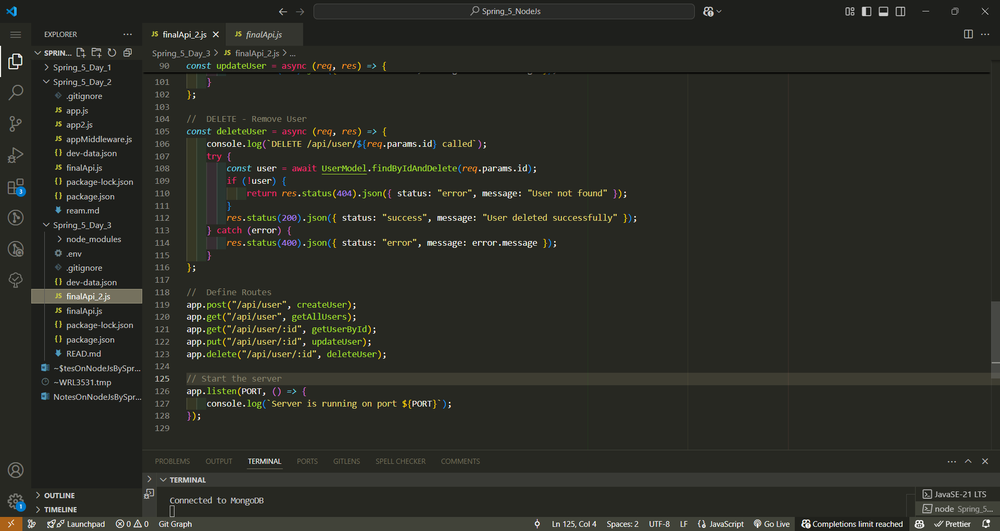 Spring_5_NodeJs
EXPLORER
SPRIN...
Spring_5_Day_1
Spring_5_Day_2
.gitignore
JS app.js
JS app2.js
JS appMiddleware.js
{} dev-data.json
JS finalApi.js
{} package-lock.json
{} package.json
ream.md
Spring_5_Day_3
node_modules
.env
.gitignore
{} dev-data.json
JS finalApi_2.js
JS finalApi.js
{} package-lock.json
{} package.json
READ.md
~$tesOnNodeJsBySpr...
~WRL3531.tmp
NotesOnNodeJsBySpr...
OUTLINE
TIMELINE
3
1
JS finalApi_2.js
JS finalApi.js
Spring_5_Day_3 > JS finalApi_2.js > ...
90 const updateUser = async (req, res) => {
101 }
102 };
103
104 //  DELETE - Remove User
105 const deleteUser = async (req, res) => {
106 console.log(`DELETE /api/user/${req.params.id} called`);
107 try {
108 const user = await UserModel.findByIdAndDelete(req.params.id);
109 if (!user) {
110 return res.status(404).json({ status: "error", message: "User not found" });
111 }
112 res.status(200).json({ status: "success", message: "User deleted successfully" });
113 } catch (error) {
114 res.status(400).json({ status: "error", message: error.message });
115 }
116 };
117
118 //  Define Routes
119 app.post("/api/user", createUser);
120 app.get("/api/user", getAllUsers);
121 app.get("/api/user/:id", getUserById);
122 app.put("/api/user/:id", updateUser);
123 app.delete("/api/user/:id", deleteUser);
124
125 // Start the server
126 app.listen(PORT, () => {
127 console.log(`Server is running on port ${PORT}`);
128 });
129
PROBLEMS OUTPUT TERMINAL PORTS GITLENS SPELL CHECKER COMMENTS
TERMINAL
Connected to MongoDB
JavaSE-21 LTS
node Spring_5...
Launchpad 0 0 Git Graph Ln 125, Col 4 Spaces: 2 UTF-8 LF {} JavaScript Go Live Completions limit reached Prettier